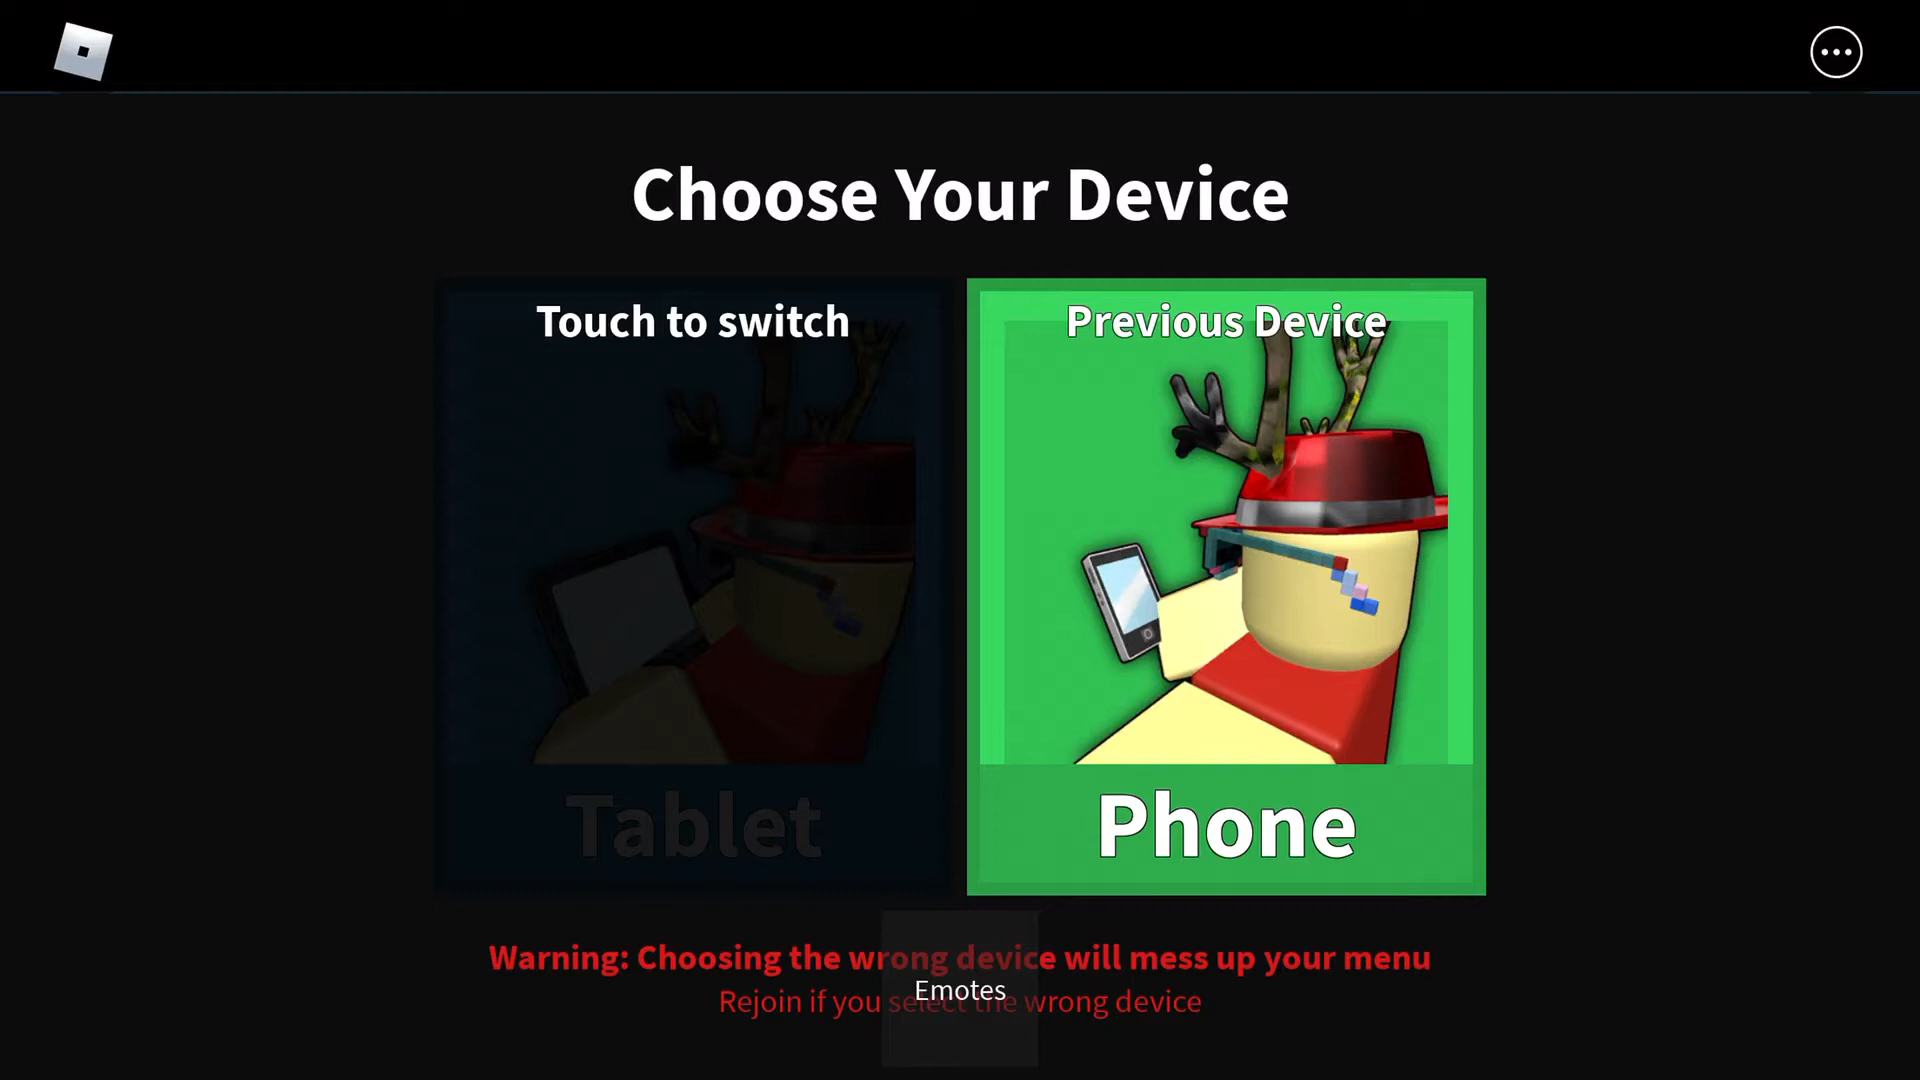 Choose Your Device
Touch to switch
Previous Device
Tablet
Phone
Warning: Choosing the wrong device will mess up your menu
Rejoin if you select the wrong device
Emotes